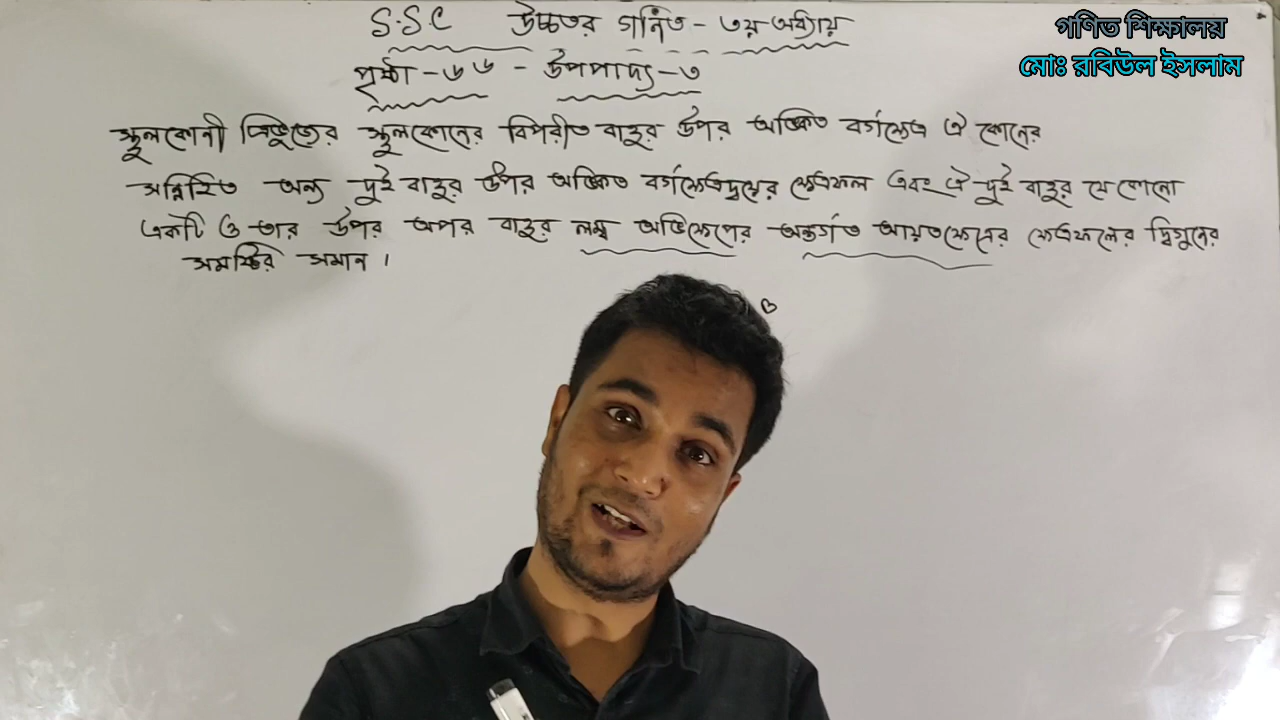 S.S.C উচ্চতর গনিত - ৩য় অধ্যায়
গণিত শিক্ষালয়
মোঃ রবিউল ইসলাম
পৃষ্ঠা - ৬৬ - উপপাদ্য - ৩
স্থুলকোনী ত্রিভুজের স্থুলকোনের বিপরীত বাহুর উপর অঙ্কিত বর্গক্ষেত্র ঐ কোনের
সন্নিহিত অন্য দুই বাহুর উপর অঙ্কিত বর্গক্ষেত্রদ্বয়ের ক্ষেত্রফল এবং ঐ দুই বাহুর যে কোনো
একটি ও তার উপর অপর বাহুর লম্ব অভিক্ষেপের অন্তর্গত আয়তক্ষেত্রের ক্ষেত্রফলের দ্বিগুনের
সমষ্টির সমান ।